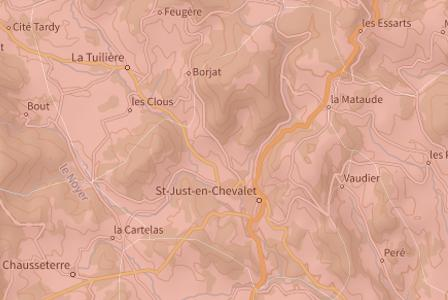 Feugère
Cité Tardy
les Essarts
La Tuilière
Borjat
Bout
les Clous
la Mataude
le Noyer
Vaudier
St-Just-en-Chevalet
la Cartelas
Peré
Chausseterre